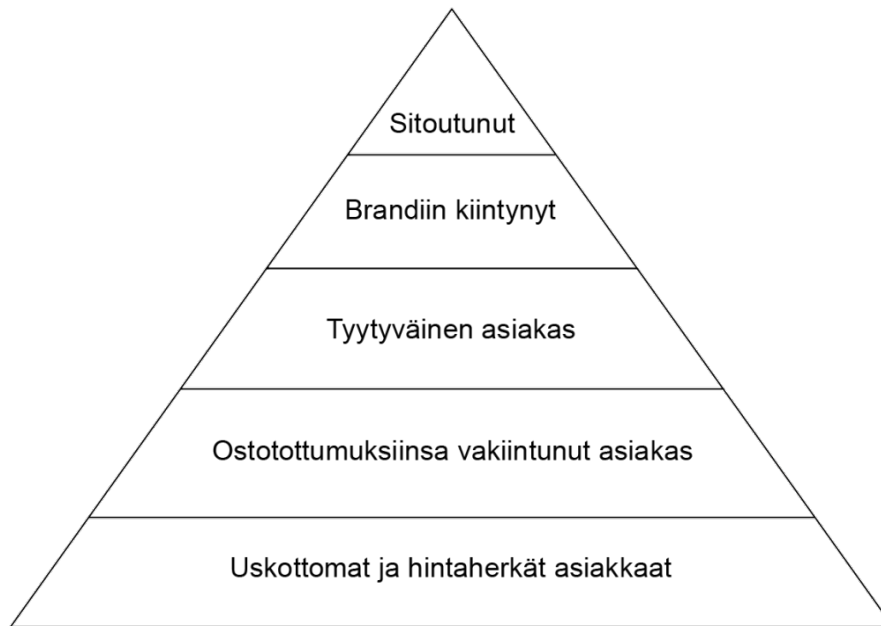 Sitoutunut
Brandiin kiintynyt
Tyytyväinen asiakas
Ostotottumuksiinsa vakiintunut asiakas
Uskottomat ja hintaherkät asiakkaat